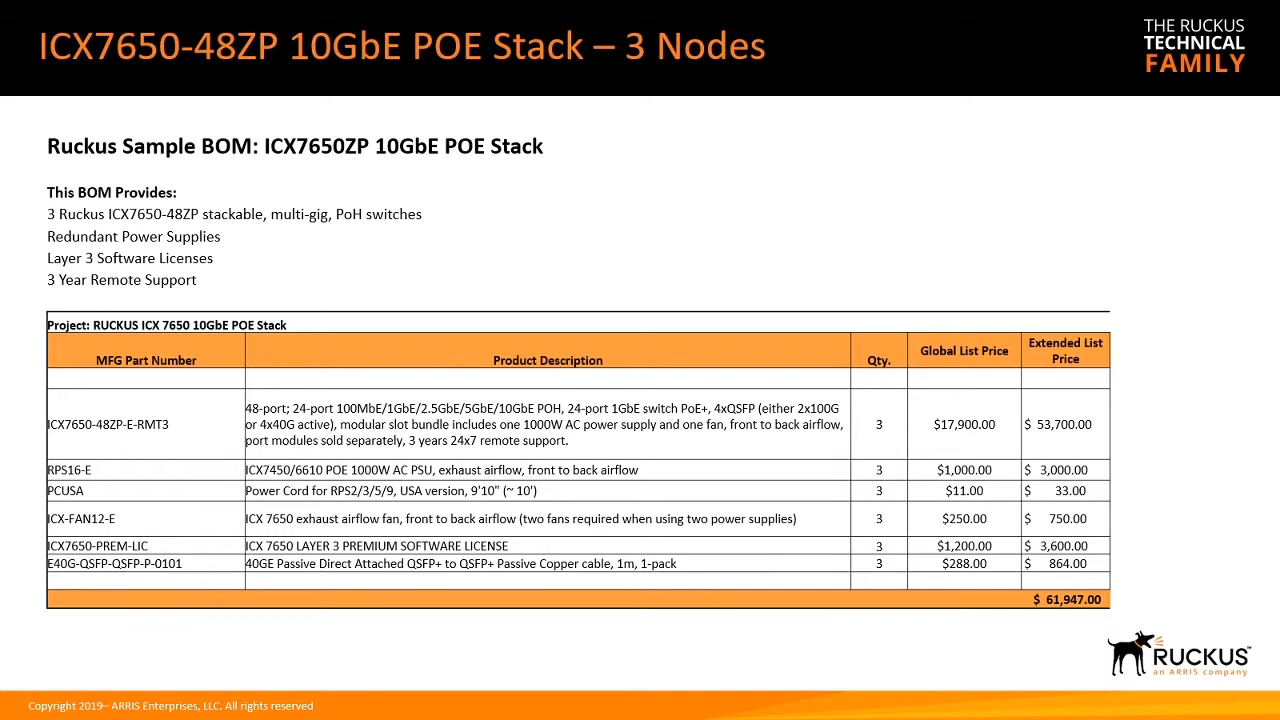 ICX7650-48ZP 10GbE POE Stack – 3 Nodes
THE RUCKUS
TECHNICAL
FAMILY
Ruckus Sample BOM: ICX7650ZP 10GbE POE Stack
This BOM Provides:
3 Ruckus ICX7650-48ZP stackable, multi-gig, PoH switches
Redundant Power Supplies
Layer 3 Software Licenses
3 Year Remote Support
Project: RUCKUS ICX 7650 10GbE POE Stack
MFG Part Number Product Description Qty. Global List Price Extended List
Price
48-port; 24-port 100MbE/1GbE/2.5GbE/5GbE/10GbE POH, 24-port 1GbE switch PoE+, 4xQSFP (either 2x100G
ICX7650-48ZP-E-RMT3 or 4x40G active), modular slot bundle includes one 1000W AC power supply and one fan, front to back airflow, 3 $17,900.00 $ 53,700.00
port modules sold separately, 3 years 24x7 remote support.
RPS16-E ICX7450/6610 POE 1000W AC PSU, exhaust airflow, front to back airflow 3 $1,000.00 $ 3,000.00
PCUSA Power Cord for RPS2/3/5/9, USA version, 9'10" (~ 10') 3 $11.00 $ 33.00
ICX-FAN12-E ICX 7650 exhaust airflow fan, front to back airflow (two fans required when using two power supplies) 3 $250.00 $ 750.00
ICX7650-PREM-LIC ICX 7650 LAYER 3 PREMIUM SOFTWARE LICENSE 3 $1,200.00 $ 3,600.00
E40G-QSFP-QSFP-P-0101 40GE Passive Direct Attached QSFP+ to QSFP+ Passive Copper cable, 1m, 1-pack 3 $288.00 $ 864.00
$ 61,947.00
RUCKUS™
an ARRIS company
Copyright 2019– ARRIS Enterprises, LLC. All rights reserved